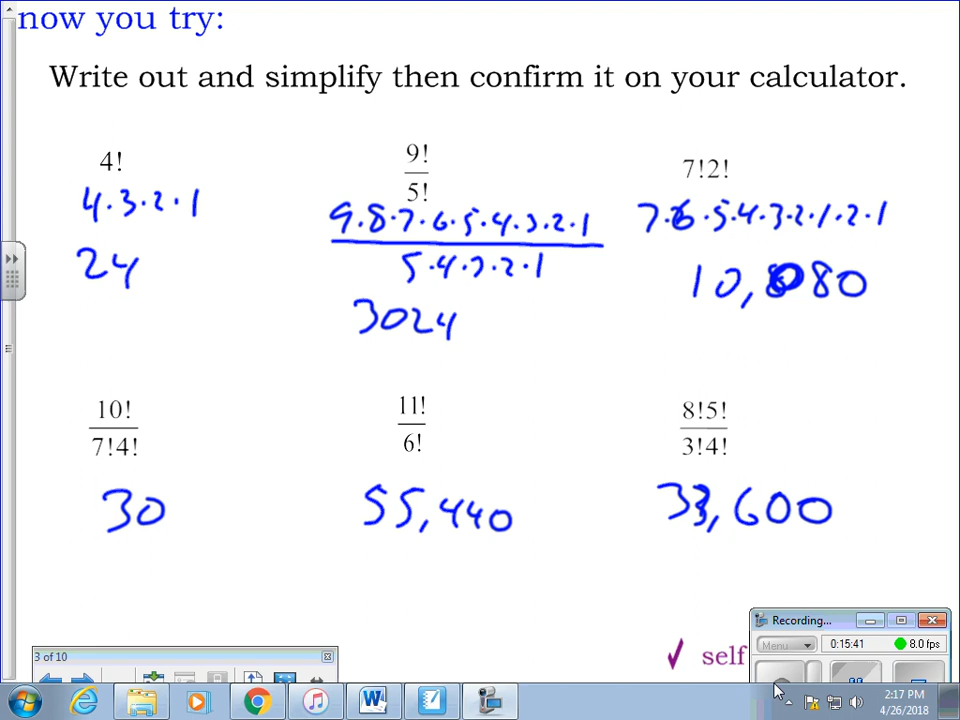 now you try:
Write out and simplify then confirm it on your calculator.
4!
4·3·2·1
24
9!
5!
9·8·7·6·5·4·3·2·1
5·4·3·2·1
3024
7!2!
7·6·5·4·3·2·1·2·1
10,080
10!
7!4!
30
11!
6!
55,440
8!5!
3!4!
33,600
✓ self
3 of 10
Recording...
Menu
0:15:41
8.0 fps
2:17 PM
4/26/2018